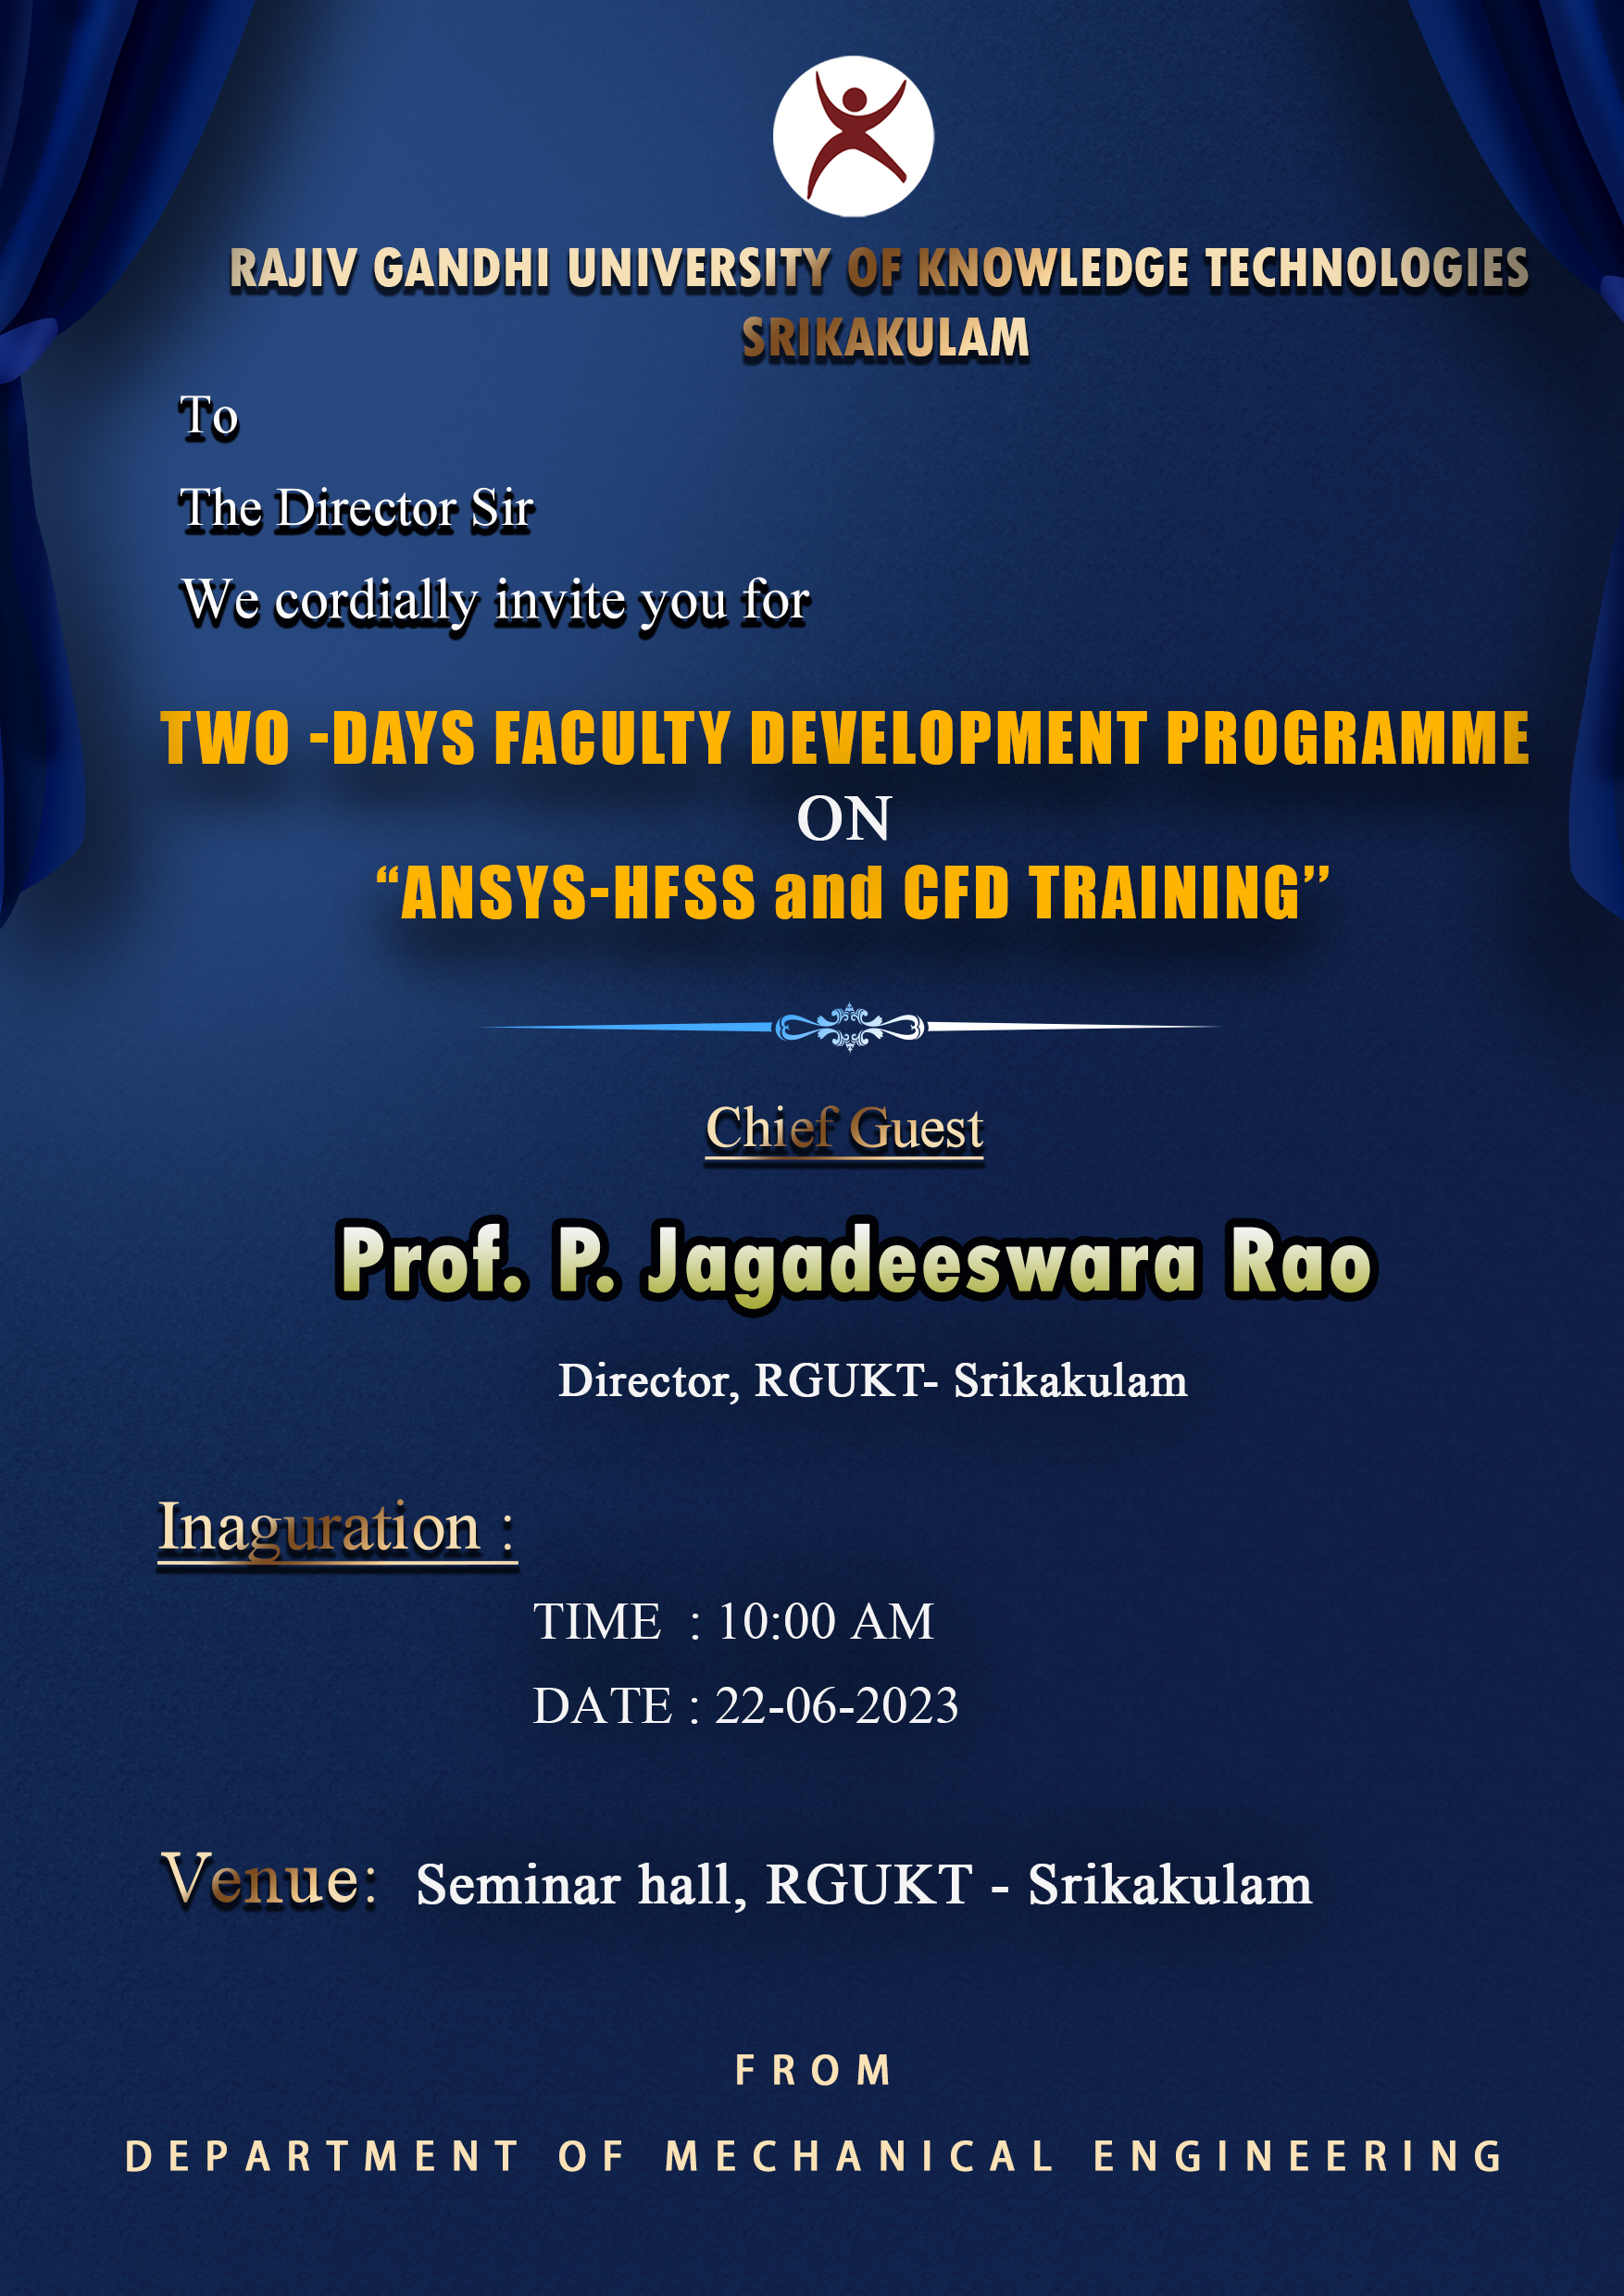 RAJIV GANDHI UNIVERSITY OF KNOWLEDGE TECHNOLOGIES
SRIKAKULAM
To
The Director Sir
We cordially invite you for
TWO -DAYS FACULTY DEVELOPMENT PROGRAMME
ON
“ANSYS-HFSS and CFD TRAINING’’
Chief Guest
Prof. P. Jagadeeswara Rao
Director, RGUKT- Srikakulam
Inaguration :
TIME : 10:00 AM
DATE : 22-06-2023
Venue: Seminar hall, RGUKT - Srikakulam
FROM
DEPARTMENT OF MECHANICAL ENGINEERING